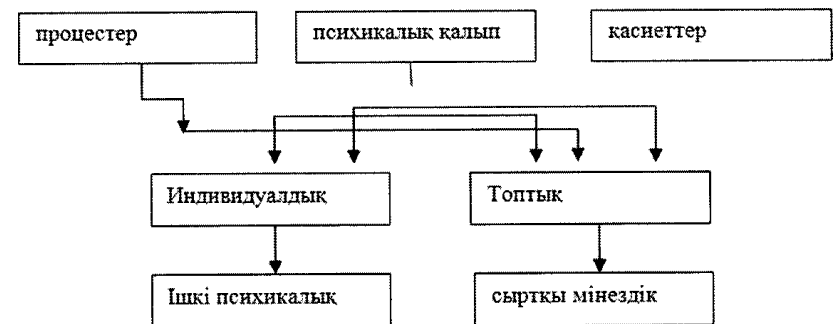 процестер
психикалық қалып
касиеттер
Индивидуалдық
Топтық
Ішкі психикалық
сыртқы мінездік